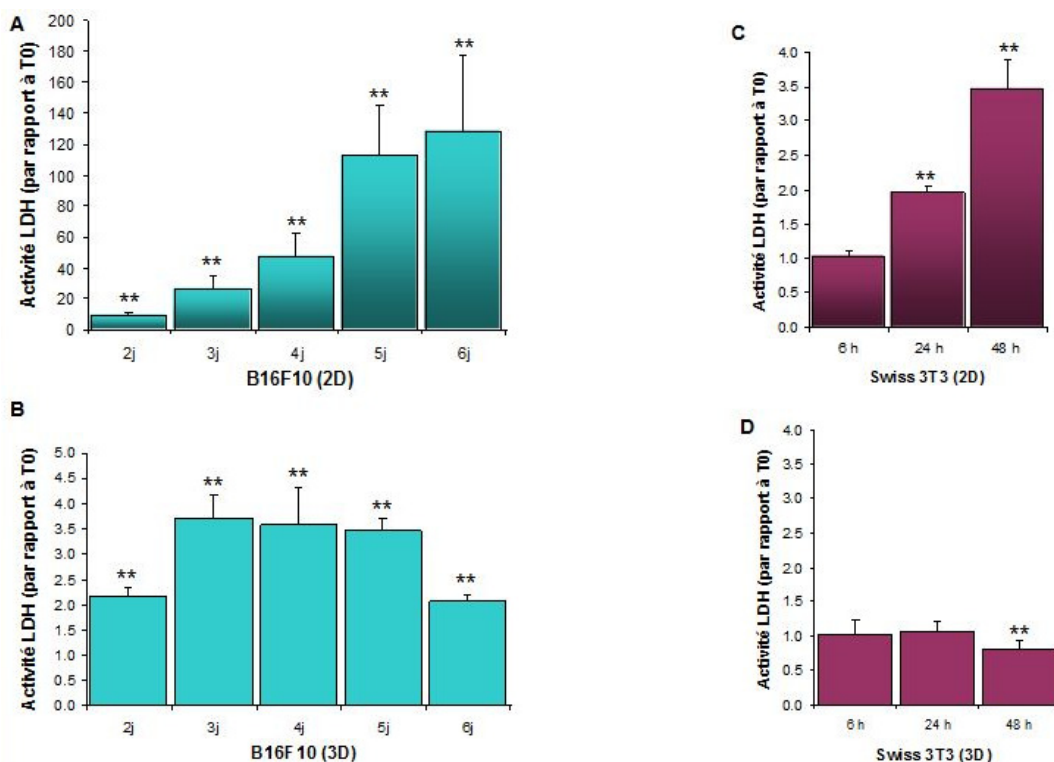 A
Activité LDH (par rapport à T0)
200
180
160
140
120
100
80
60
40
20
0
**
**
**
**
**
2j
3j
4j
5j
6j
B16F10 (2D)
B
Activité LDH (par rapport à T0)
5.0
4.5
4.0
3.5
3.0
2.5
2.0
1.5
1.0
0.5
0.0
**
**
**
**
**
2j
3j
4j
5j
6j
B16F10 (3D)
C
Activité LDH (par rapport à T0)
4.0
3.5
3.0
2.5
2.0
1.5
1.0
0.5
0.0
**
**
6 h
24 h
48 h
Swiss 3T3 (2D)
D
Activité LDH (par rapport à T0)
4.0
3.5
3.0
2.5
2.0
1.5
1.0
0.5
0.0
**
6 h
24 h
48 h
Swiss 3T3 (3D)